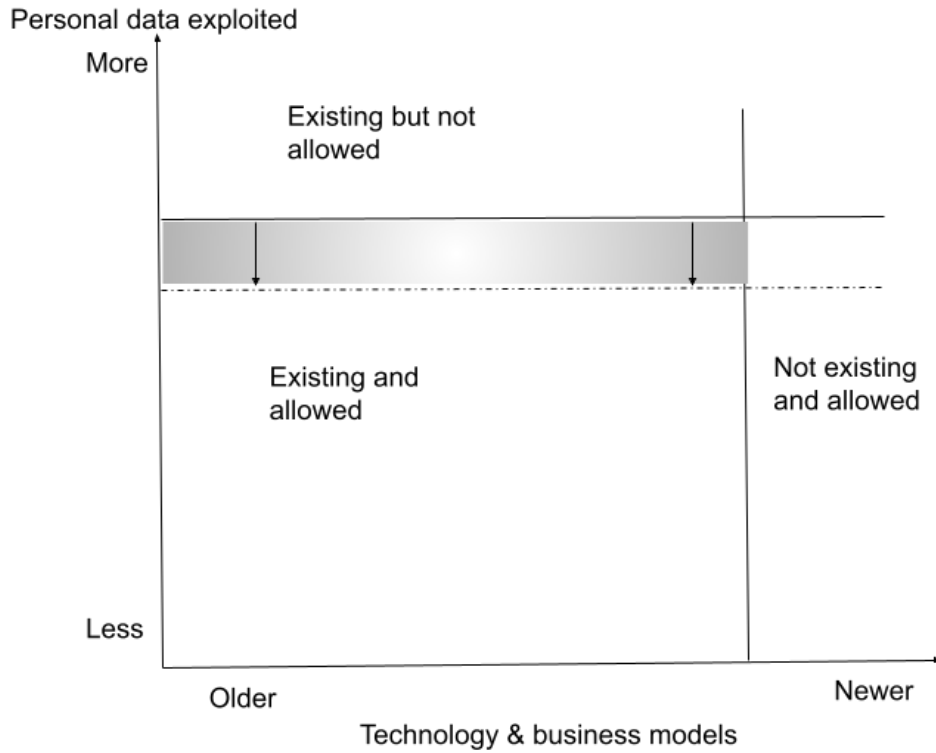 Personal data exploited
More
Existing but not
allowed
Existing and
allowed
Not existing
and allowed
Less
Older
Newer
Technology & business models